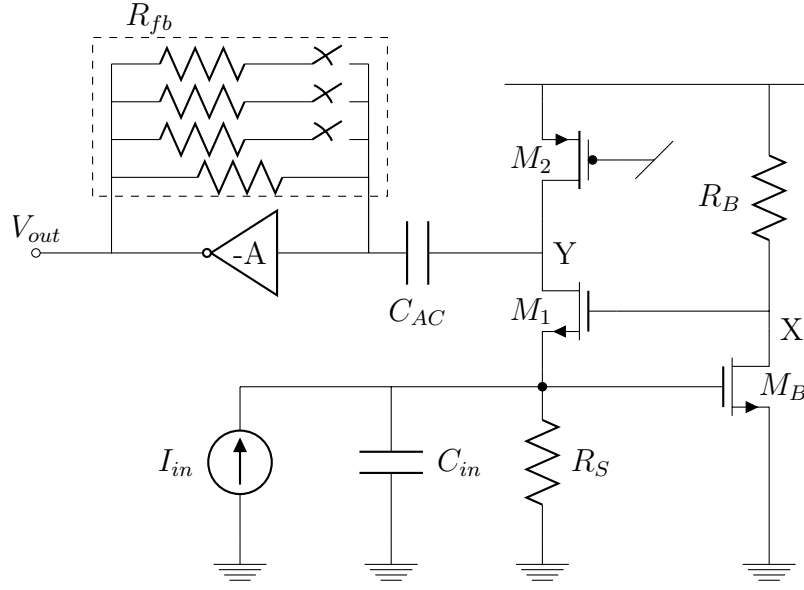 R_{fb}
V_{out}
-A
C_{AC}
M_2
Y
M_1
R_B
X
M_B
I_{in}
C_{in}
R_S